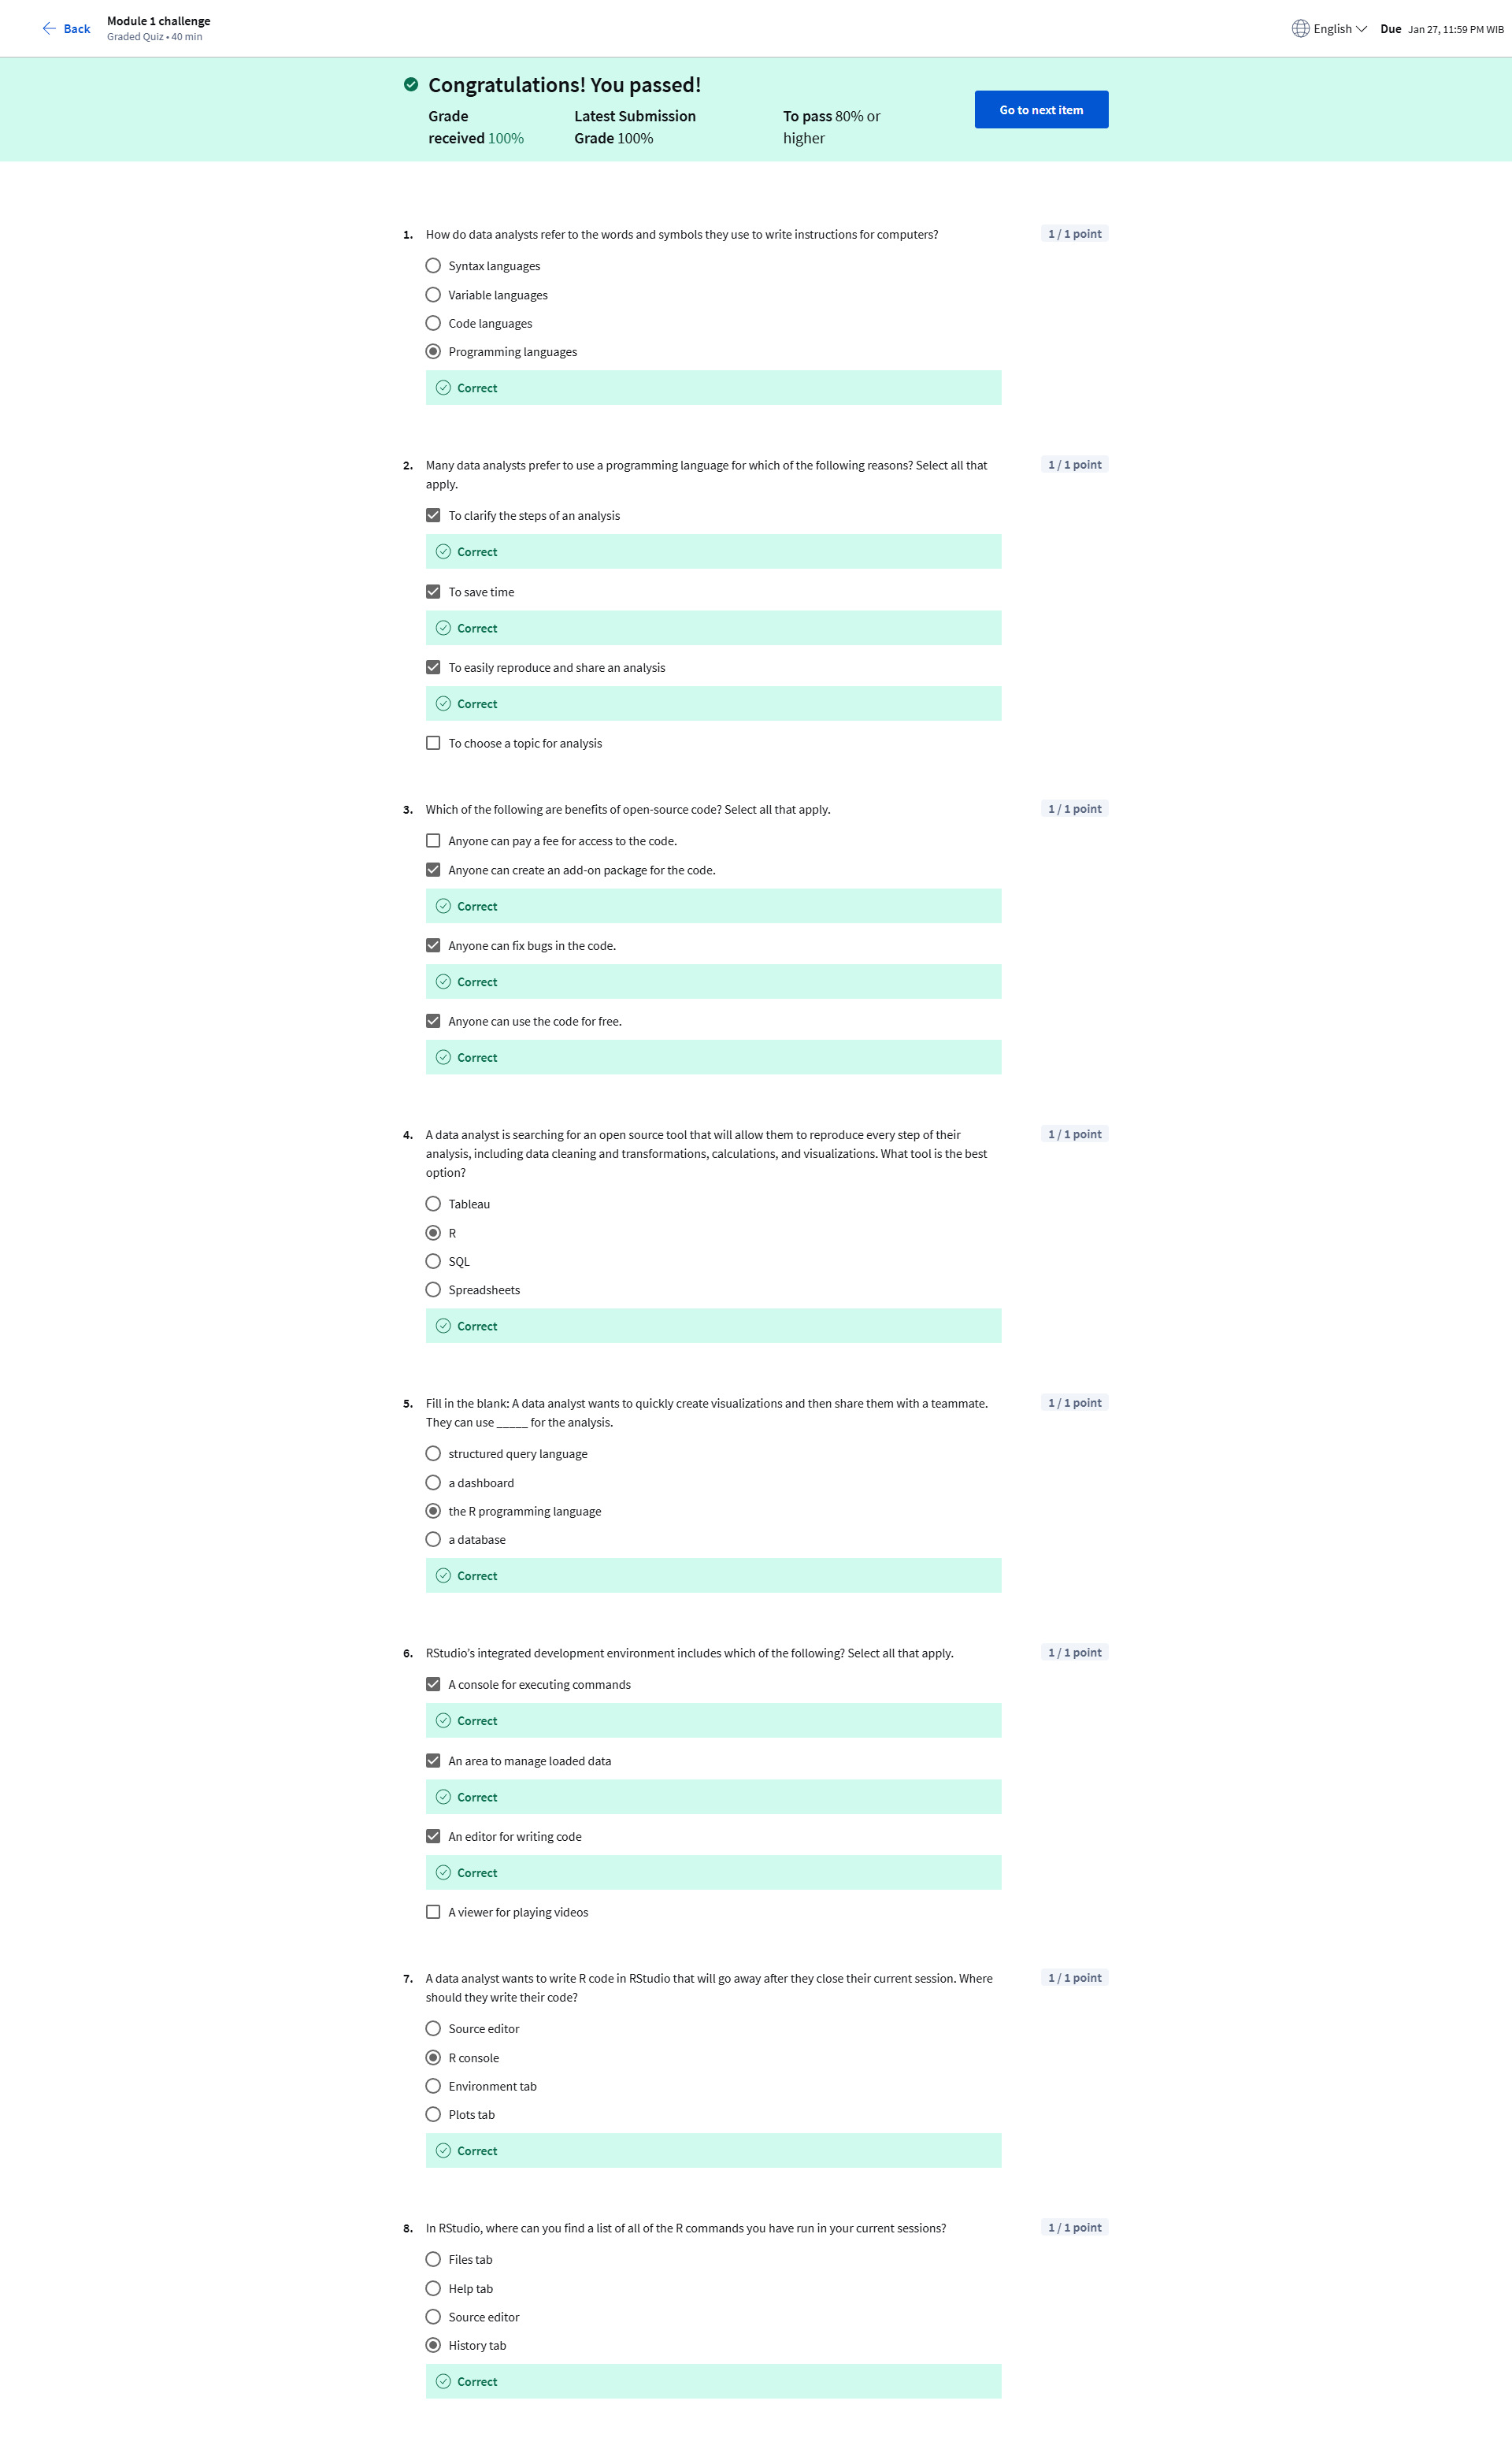 Back
Module 1 challenge
Graded Quiz • 40 min
English
Due Jan 27, 11:59 PM WIB
Congratulations! You passed!
Grade
received 100%
Latest Submission
Grade 100%
To pass 80% or
higher
Go to next item
1. How do data analysts refer to the words and symbols they use to write instructions for computers?
1 / 1 point
Syntax languages
Variable languages
Code languages
Programming languages
Correct
2. Many data analysts prefer to use a programming language for which of the following reasons? Select all that
apply.
1 / 1 point
To clarify the steps of an analysis
Correct
To save time
Correct
To easily reproduce and share an analysis
Correct
To choose a topic for analysis
3. Which of the following are benefits of open-source code? Select all that apply.
1 / 1 point
Anyone can pay a fee for access to the code.
Anyone can create an add-on package for the code.
Correct
Anyone can fix bugs in the code.
Correct
Anyone can use the code for free.
Correct
4. A data analyst is searching for an open source tool that will allow them to reproduce every step of their
analysis, including data cleaning and transformations, calculations, and visualizations. What tool is the best
option?
1 / 1 point
Tableau
R
SQL
Spreadsheets
Correct
5. Fill in the blank: A data analyst wants to quickly create visualizations and then share them with a teammate.
They can use _____ for the analysis.
1 / 1 point
structured query language
a dashboard
the R programming language
a database
Correct
6. RStudio’s integrated development environment includes which of the following? Select all that apply.
1 / 1 point
A console for executing commands
Correct
An area to manage loaded data
Correct
An editor for writing code
Correct
A viewer for playing videos
7. A data analyst wants to write R code in RStudio that will go away after they close their current session. Where
should they write their code?
1 / 1 point
Source editor
R console
Environment tab
Plots tab
Correct
8. In RStudio, where can you find a list of all of the R commands you have run in your current sessions?
1 / 1 point
Files tab
Help tab
Source editor
History tab
Correct